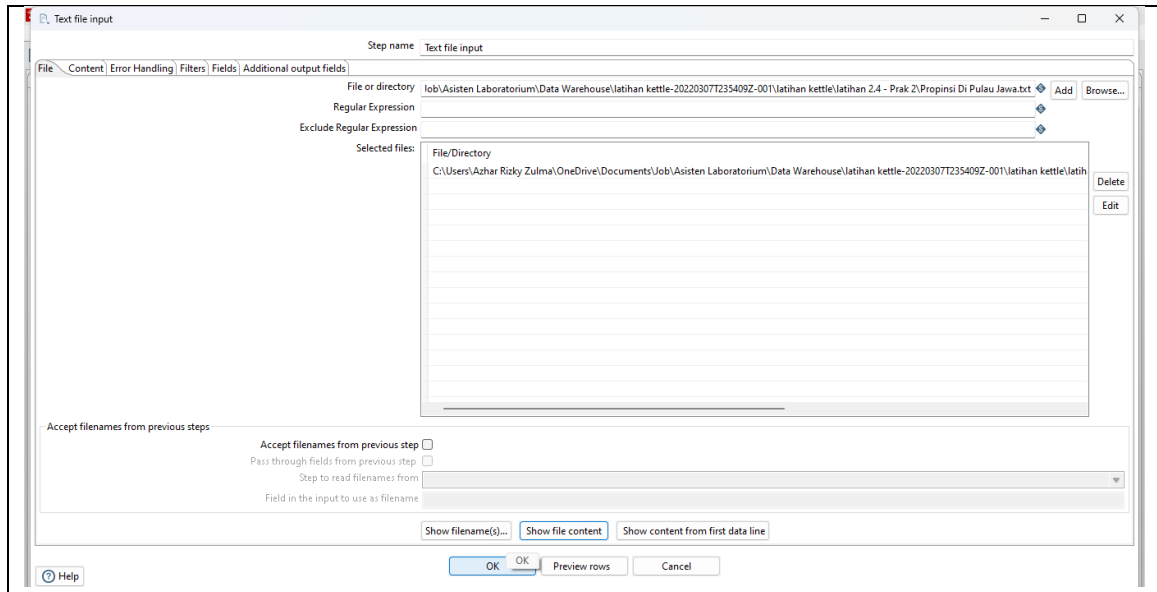 Text file input
Step name Text file input
File Content Error Handling Filters Fields Additional output fields
File or directory Job\Asisten Laboratorium\Data Warehouse\latihan kettle-20220307T235409Z-001\latihan kettle\latihan 2.4 - Prak 2\Propinsi Di Pulau Jawa.txt Add Browse...
Regular Expression
Exclude Regular Expression
Selected files: File/Directory
C:\Users\Azhar Rizky Zulma\OneDrive\Documents\Job\Asisten Laboratorium\Data Warehouse\latihan kettle-20220307T235409Z-001\latihan kettle\latih
Delete
Edit
Accept filenames from previous steps
Accept filenames from previous step
Pass through fields from previous step
Step to read filenames from
Field in the input to use as filename
Show filename(s)... Show file content Show content from first data line
OK OK Preview rows Cancel
Help